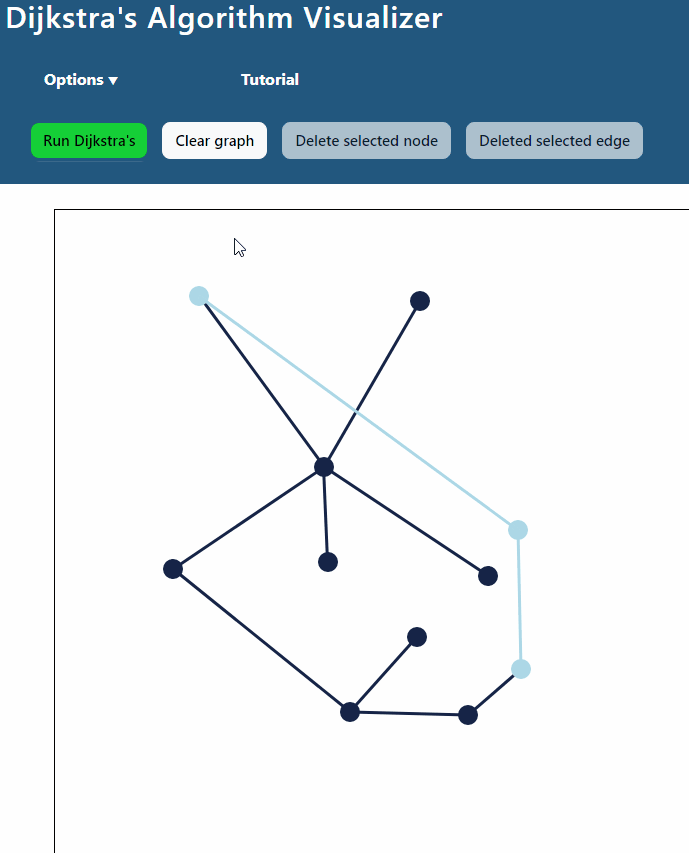 Dijkstra's Algorithm Visualizer
Options ▼ Tutorial
Run Dijkstra's Clear graph Delete selected node Deleted selected edge